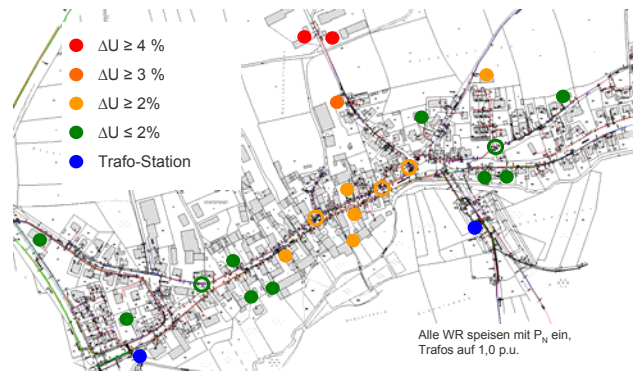 ΔU ≥ 4 %
ΔU ≥ 3 %
ΔU ≥ 2%
ΔU ≤ 2%
Trafo-Station
Alle WR speisen mit P_N ein,
Trafos auf 1,0 p.u.